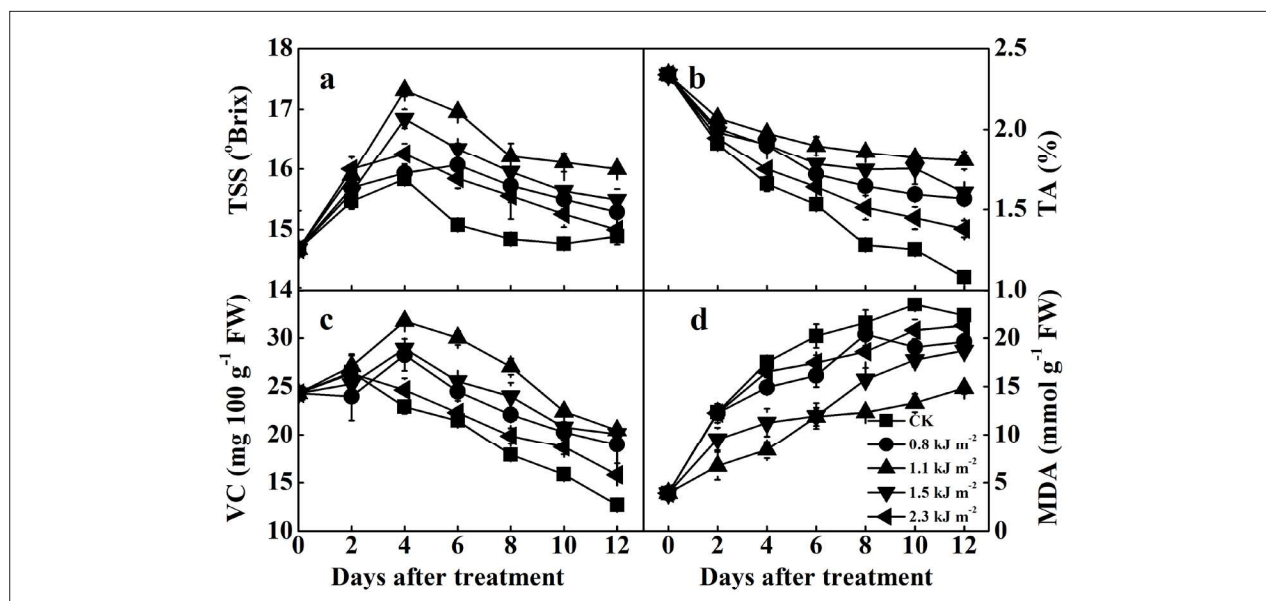 18
17
16
15
14
TSS (°Brix)
a
b
2.5
2.0
1.5
1.0
TA (%)
30
25
20
15
10
VC (mg 100 g⁻¹ FW)
c
d
20
15
10
5
0
MDA (mmol g⁻¹ FW)
CK
0.8 kJ m⁻²
1.1 kJ m⁻²
1.5 kJ m⁻²
2.3 kJ m⁻²
0 2 4 6 8 10 12
0 2 4 6 8 10 12
Days after treatment
Days after treatment